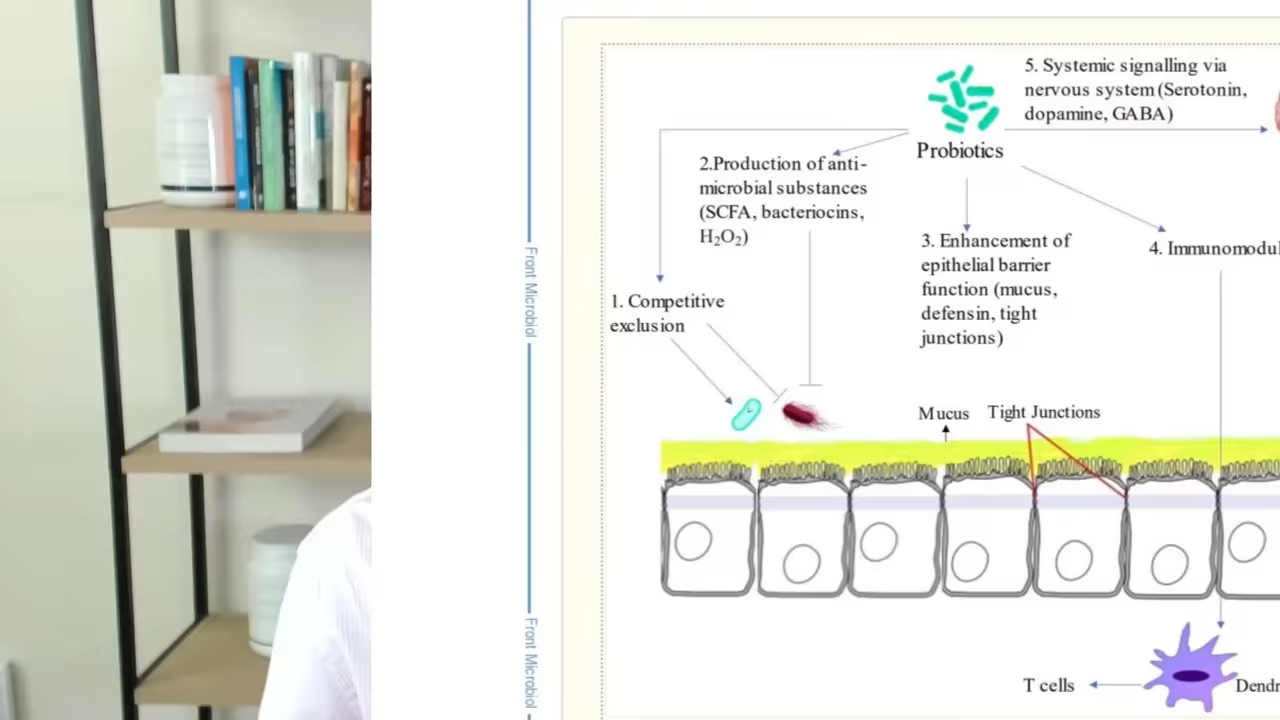 Front Microbiol
Front Microbiol
5. Systemic signalling via
nervous system (Serotonin,
dopamine, GABA)
Probiotics
2.Production of anti-
microbial substances
(SCFA, bacteriocins,
H₂O₂)
3. Enhancement of
epithelial barrier
function (mucus,
defensin, tight
junctions)
4. Immunomodul
1. Competitive
exclusion
Mucus
Tight Junctions
T cells
Dendr